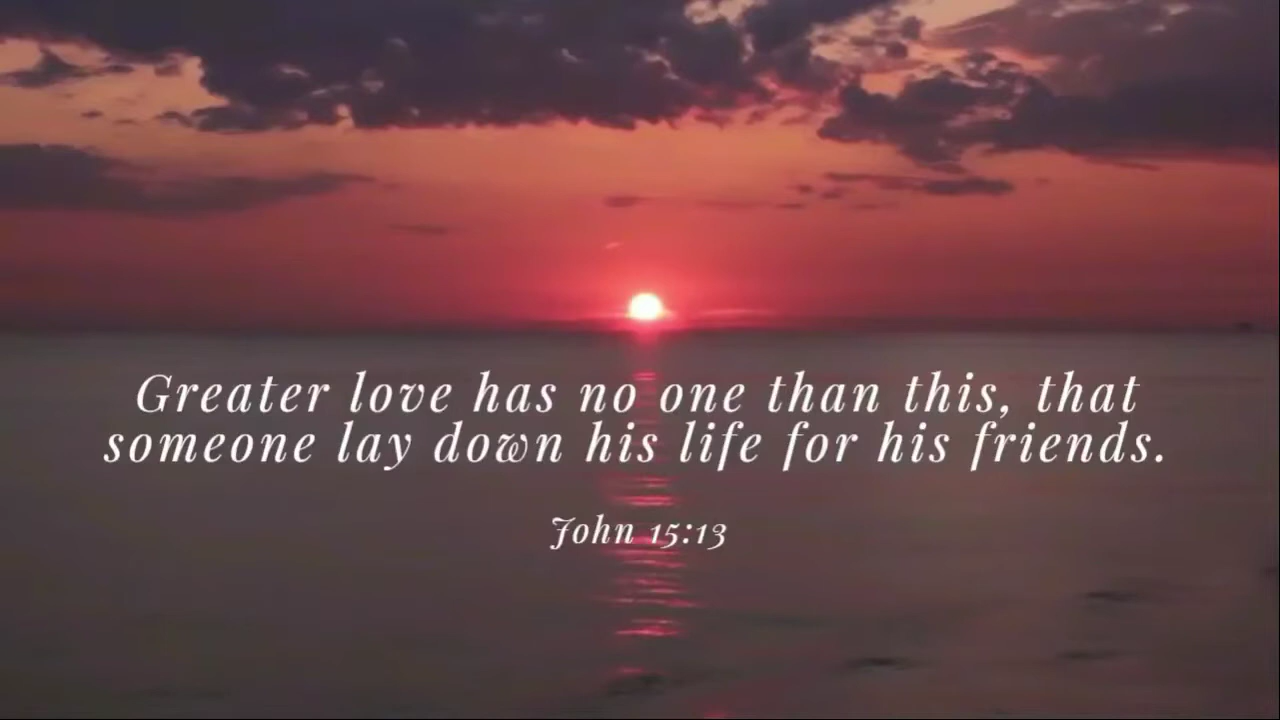 Greater love has no one than this, that
someone lay down his life for his friends.
John 15:13